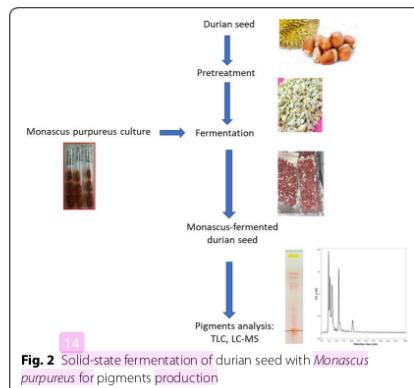 Durian seed
Pretreatment
Monascus purpureus culture
Fermentation
Monascus-fermented
durian seed
Pigments analysis:
TLC, LC-MS
14
Fig. 2 Solid-state fermentation of durian seed with Monascus
purpureus for pigments production